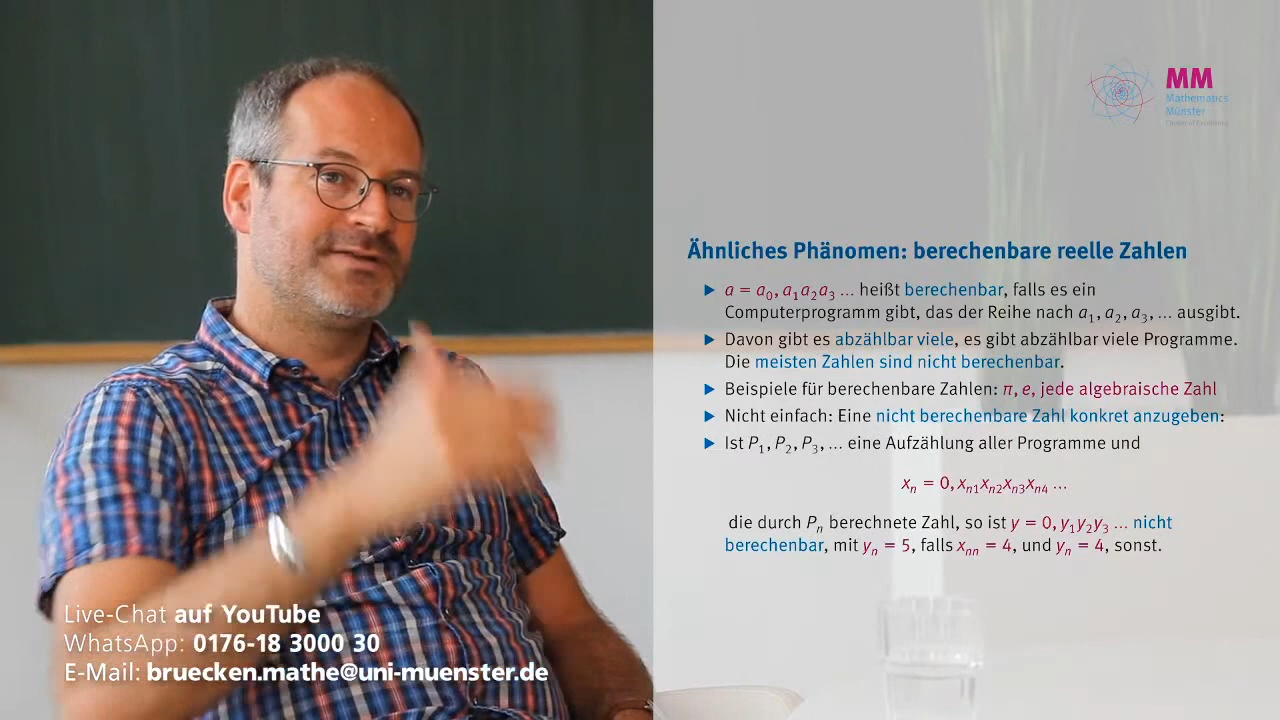 MM
Mathematics
Münster
Cluster of Excellence
Ähnliches Phänomen: berechenbare reelle Zahlen
▶ a = a₀, a₁a₂a₃ … heißt berechenbar, falls es ein
Computerprogramm gibt, das der Reihe nach a₁, a₂, a₃, … ausgibt.
▶ Davon gibt es abzählbar viele, es gibt abzählbar viele Programme.
Die meisten Zahlen sind nicht berechenbar.
▶ Beispiele für berechenbare Zahlen: π, e, jede algebraische Zahl
▶ Nicht einfach: Eine nicht berechenbare Zahl konkret anzugeben:
▶ Ist P₁, P₂, P₃, … eine Aufzählung aller Programme und
xₙ = 0, xₙ₁xₙ₂xₙ₃xₙ₄ …
die durch Pₙ berechnete Zahl, so ist y = 0, y₁y₂y₃ … nicht
berechenbar, mit yₙ = 5, falls xₙₙ = 4, und yₙ = 4, sonst.
Live-Chat auf YouTube
WhatsApp: 0176-18 3000 30
E-Mail: bruecken.mathe@uni-muenster.de